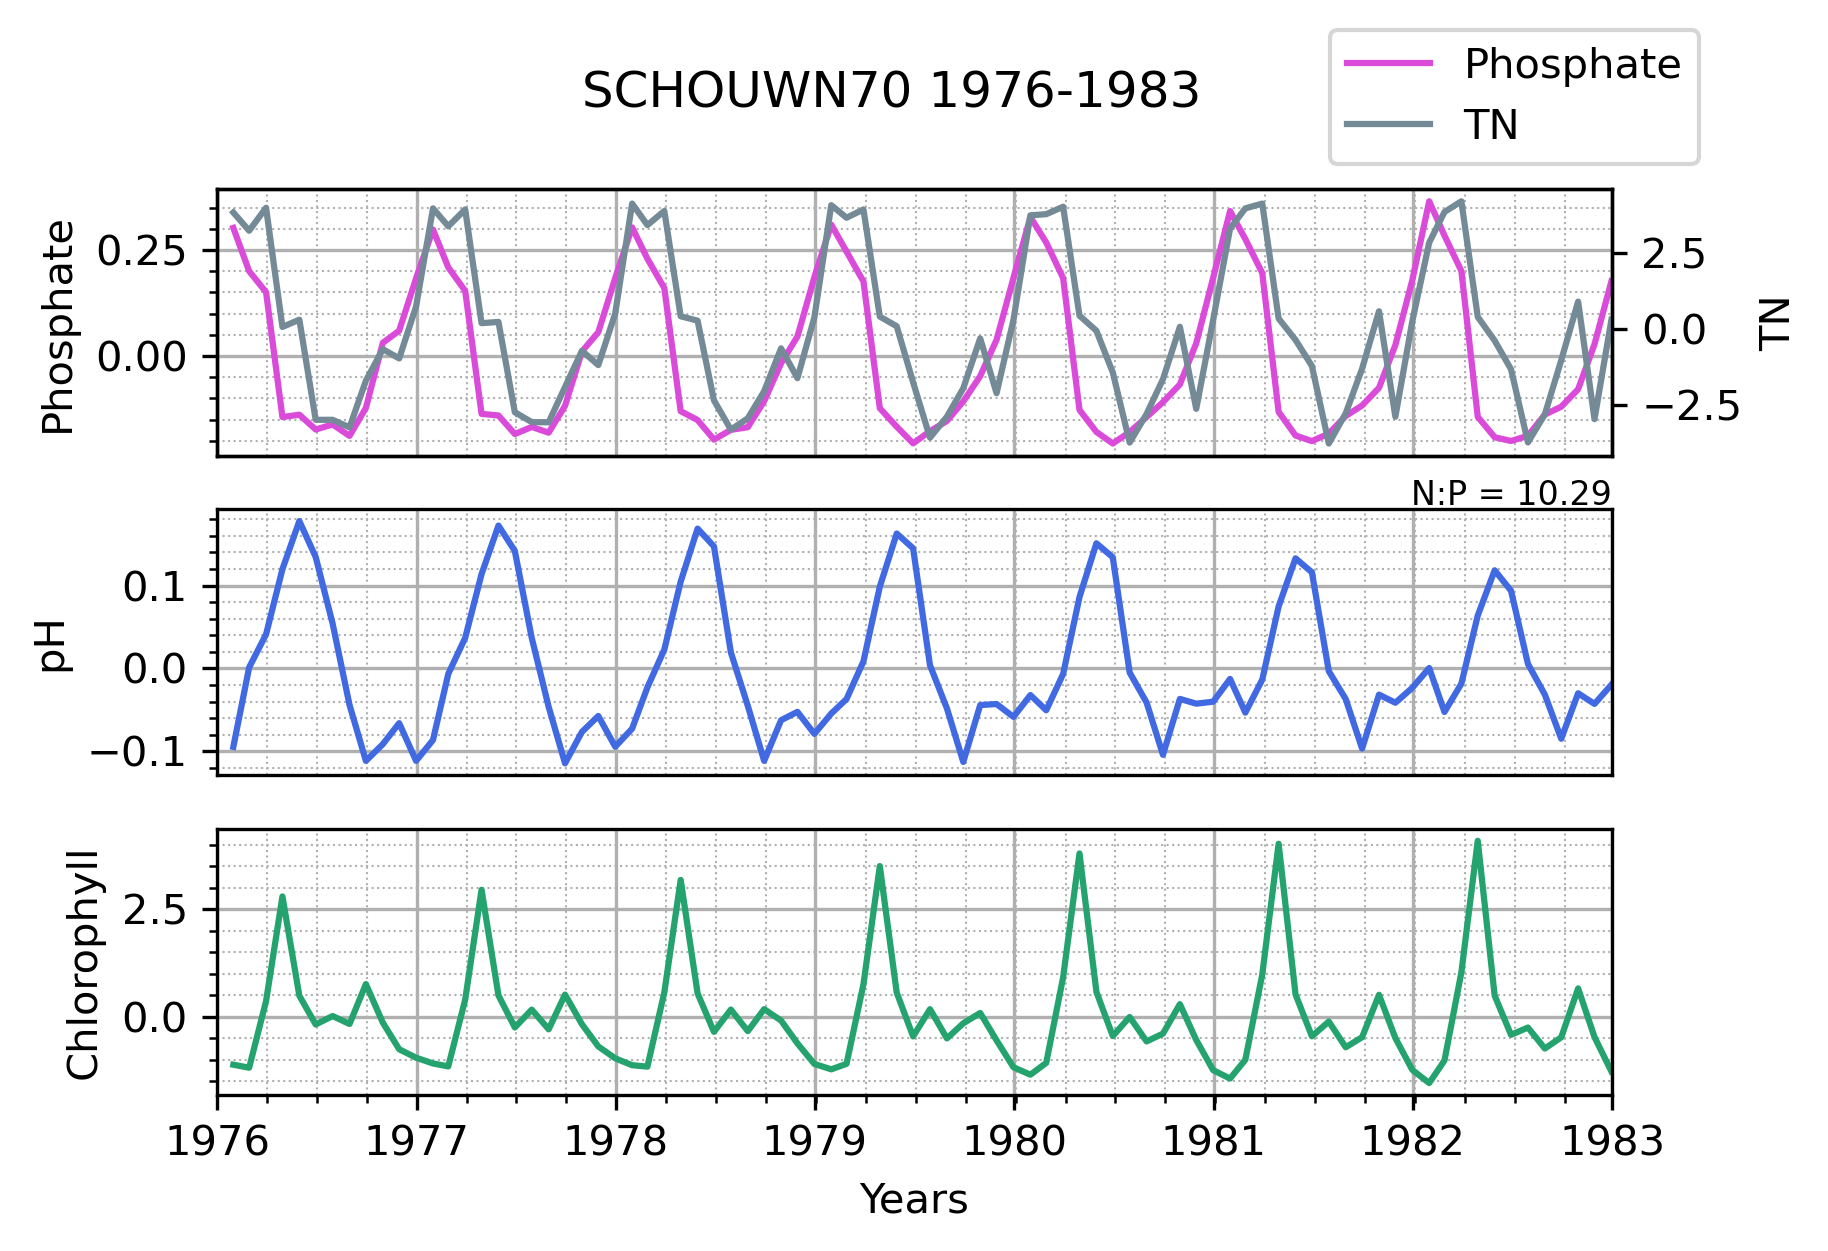 SCHOUWN70 1976-1983
Phosphate
TN
Phosphate
0.25
0.00
2.5
0.0
−2.5
TN
N:P = 10.29
pH
0.1
0.0
−0.1
Chlorophyll
2.5
0.0
1976 1977 1978 1979 1980 1981 1982 1983
Years